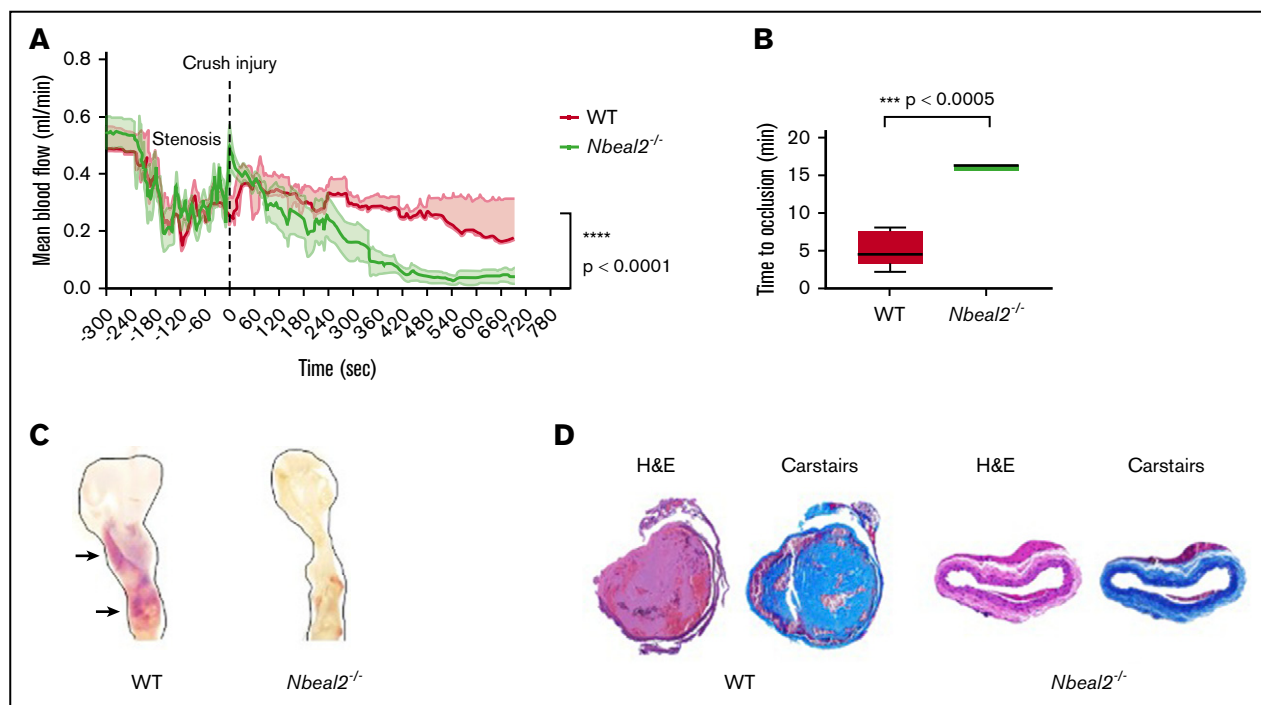 A
Mean blood flow (ml/min)
0.8
0.6
0.4
0.2
0.0
Crush injury
Stenosis
WT
Nbeal2-/-
****
p < 0.0001
-300
-240
-180
-120
-60
0
60
120
180
240
300
360
420
480
540
600
660
720
780
Time (sec)
B
*** p < 0.0005
Time to occlusion (min)
20
15
10
5
0
WT
Nbeal2-/-
C
WT
Nbeal2-/-
D
H&E
Carstairs
H&E
Carstairs
WT
Nbeal2-/-